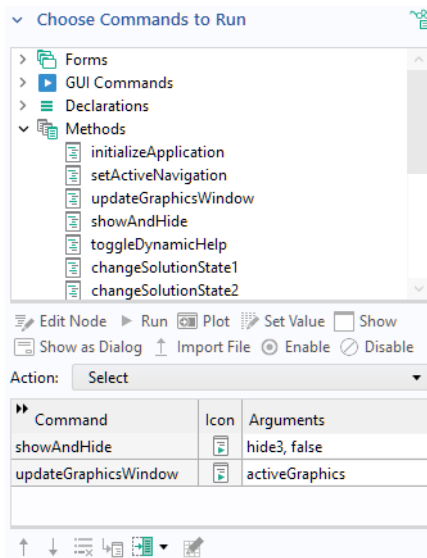 Choose Commands to Run
Forms
GUI Commands
Declarations
Methods
initializeApplication
setActiveNavigation
updateGraphicsWindow
showAndHide
toggleDynamicHelp
changeSolutionState1
changeSolutionState2
Edit Node Run Plot Set Value Show
Show as Dialog Import File Enable Disable
Action: Select
Command Icon Arguments
showAndHide hide3, false
updateGraphicsWindow activeGraphics